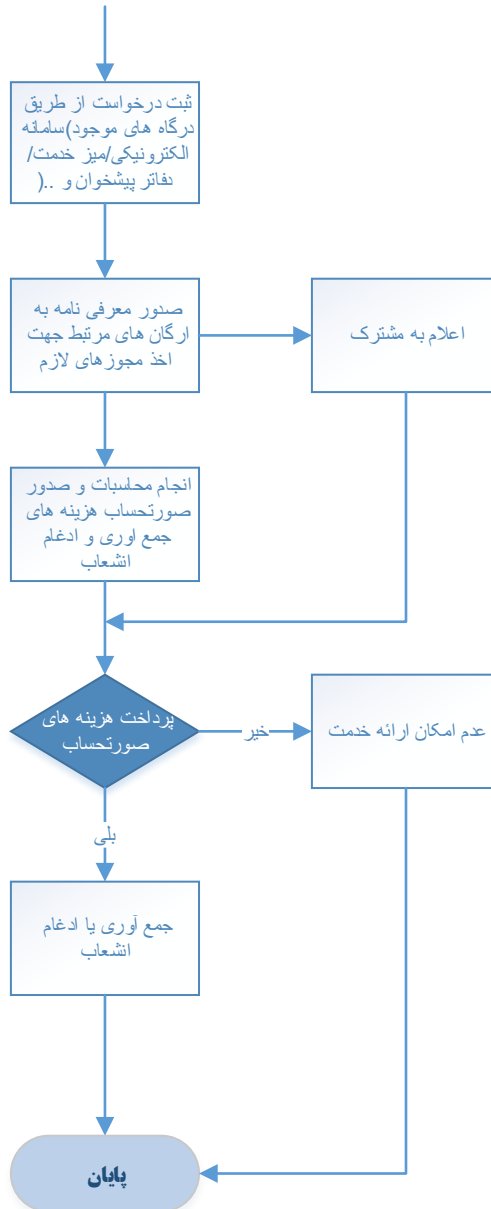 ثبت درخواست از طریق
درگاه های موجود)سامانه
الکترونیکی/میز خدمت/
دفاتر پیشخوان و ..(
صدور معرفی نامه به
ارگان های مرتبط جهت
اخذ مجوزهای لازم
اعلام به مشترک
انجام محاسبات و صدور
صورتحساب هزینه های
جمع اوری و ادغام
انشعاب
پرداخت هزینه های
صورتحساب
خیر
عدم امکان ارائه خدمت
بلی
جمع آوری یا ادغام
انشعاب
پایان